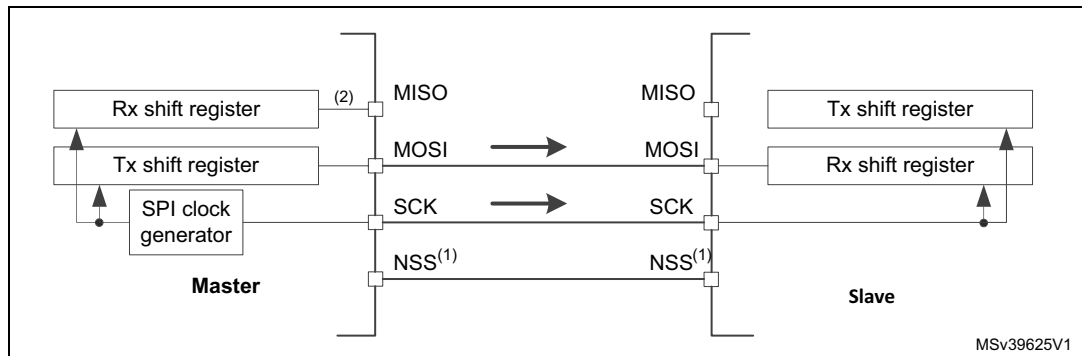 MISO
MISO
Rx shift register
(2)
Tx shift register
MOSI
MOSI
Tx shift register
Rx shift register
SPI clock
generator
SCK
SCK
NSS(1)
NSS(1)
Master
Slave
MSv39625V1